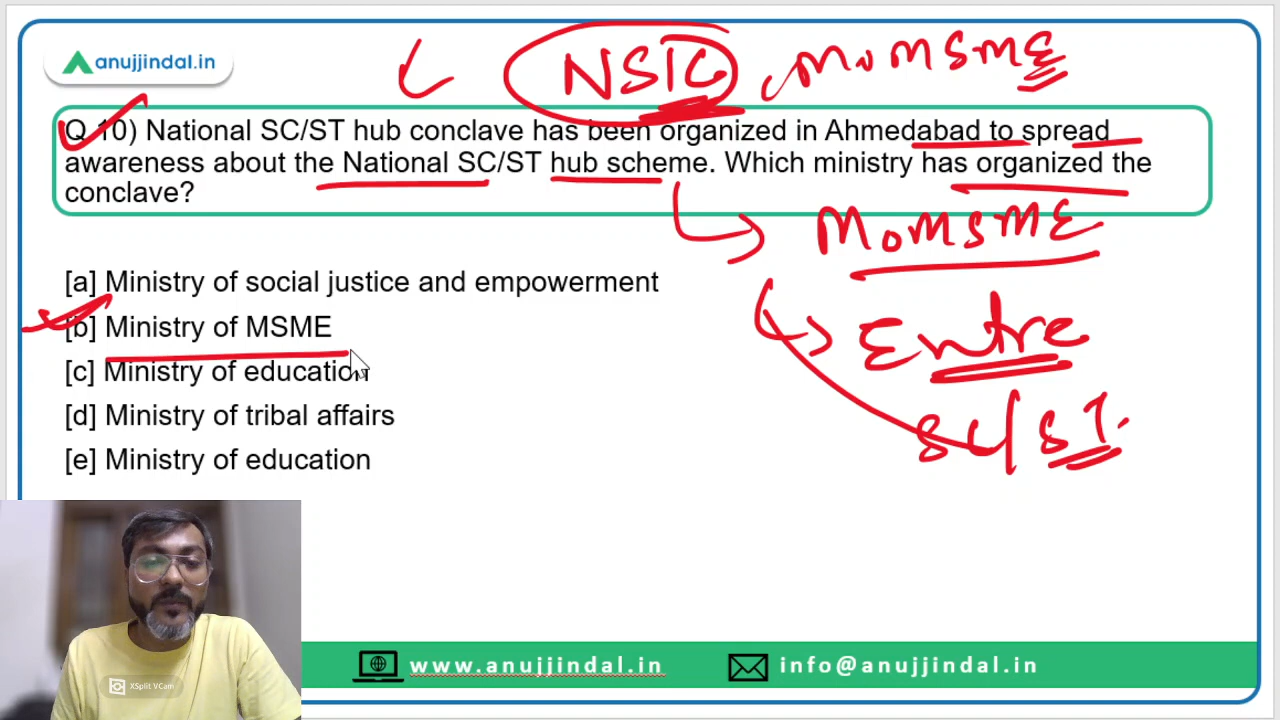 anujjindal.in
NSIC, MoMSME
Q 10) National SC/ST hub conclave has been organized in Ahmedabad to spread
awareness about the National SC/ST hub scheme. Which ministry has organized the
conclave?
MoMSME
[a] Ministry of social justice and empowerment
[b] Ministry of MSME
Entre
[c] Ministry of education
[d] Ministry of tribal affairs
SC/ST.
[e] Ministry of education
XSplit VCam
www.anujjindal.in
info@anujjindal.in